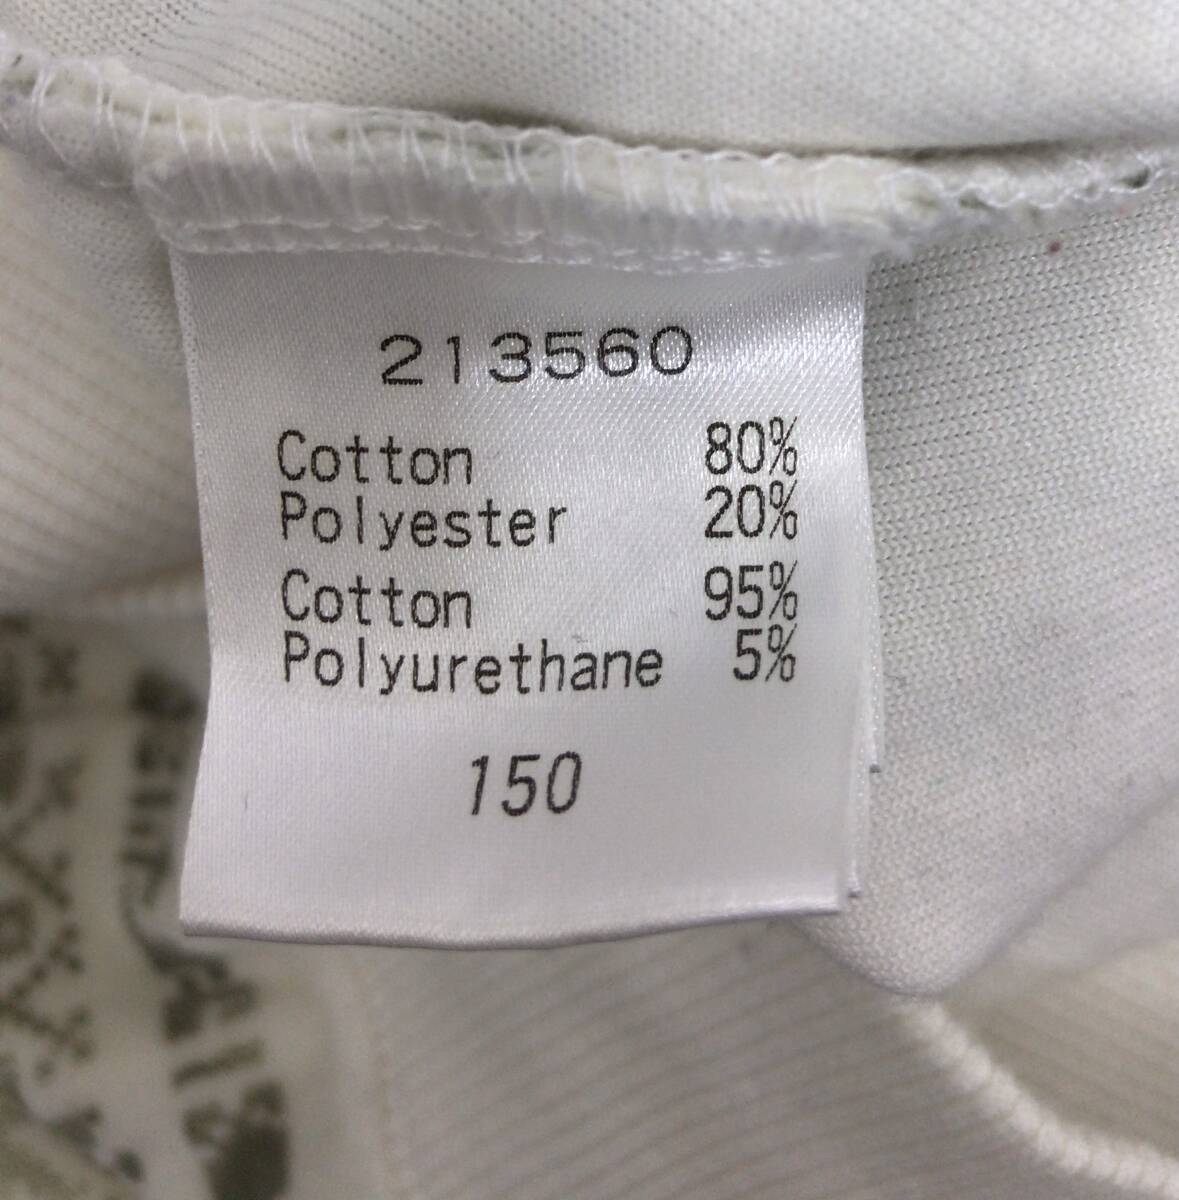 213560
Cotton 80%
Polyester 20%
Cotton 95%
Polyurethane 5%
150